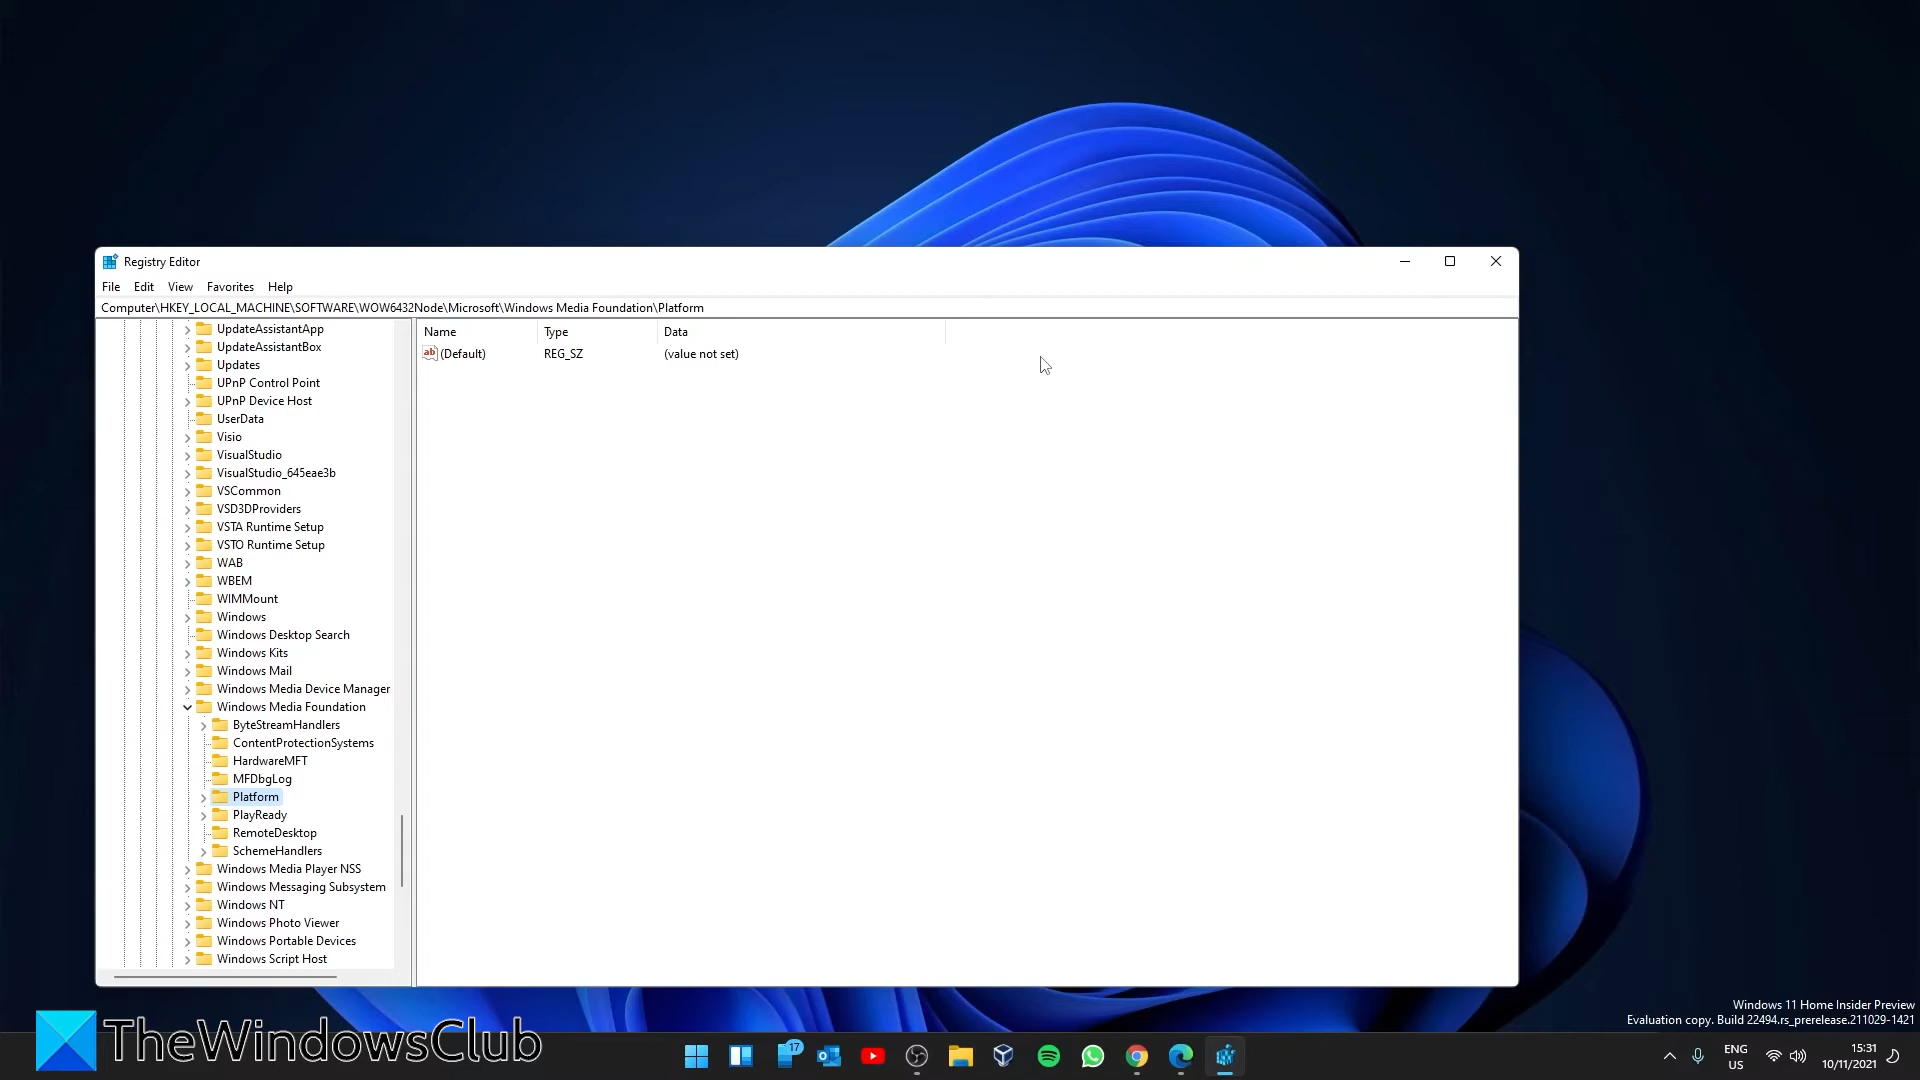 Registry Editor
File Edit View Favorites Help
Computer\HKEY_LOCAL_MACHINE\SOFTWARE\WOW6432Node\Microsoft\Windows Media Foundation\Platform
Name Type Data
(Default) REG_SZ (value not set)
UpdateAssistantApp
UpdateAssistantBox
Updates
UPnP Control Point
UPnP Device Host
UserData
Visio
VisualStudio
VisualStudio_645eae3b
VSCommon
VSD3DProviders
VSTA Runtime Setup
VSTO Runtime Setup
WAB
WBEM
WIMMount
Windows
Windows Desktop Search
Windows Kits
Windows Mail
Windows Media Device Manager
Windows Media Foundation
ByteStreamHandlers
ContentProtectionSystems
HardwareMFT
MFDbgLog
Platform
PlayReady
RemoteDesktop
SchemeHandlers
Windows Media Player NSS
Windows Messaging Subsystem
Windows NT
Windows Photo Viewer
Windows Portable Devices
Windows Script Host
Windows 11 Home Insider Preview
Evaluation copy. Build 22494.rs_prerelease.211029-1421
TheWindowsClub
17
ENG
US
15:31
10/11/2021